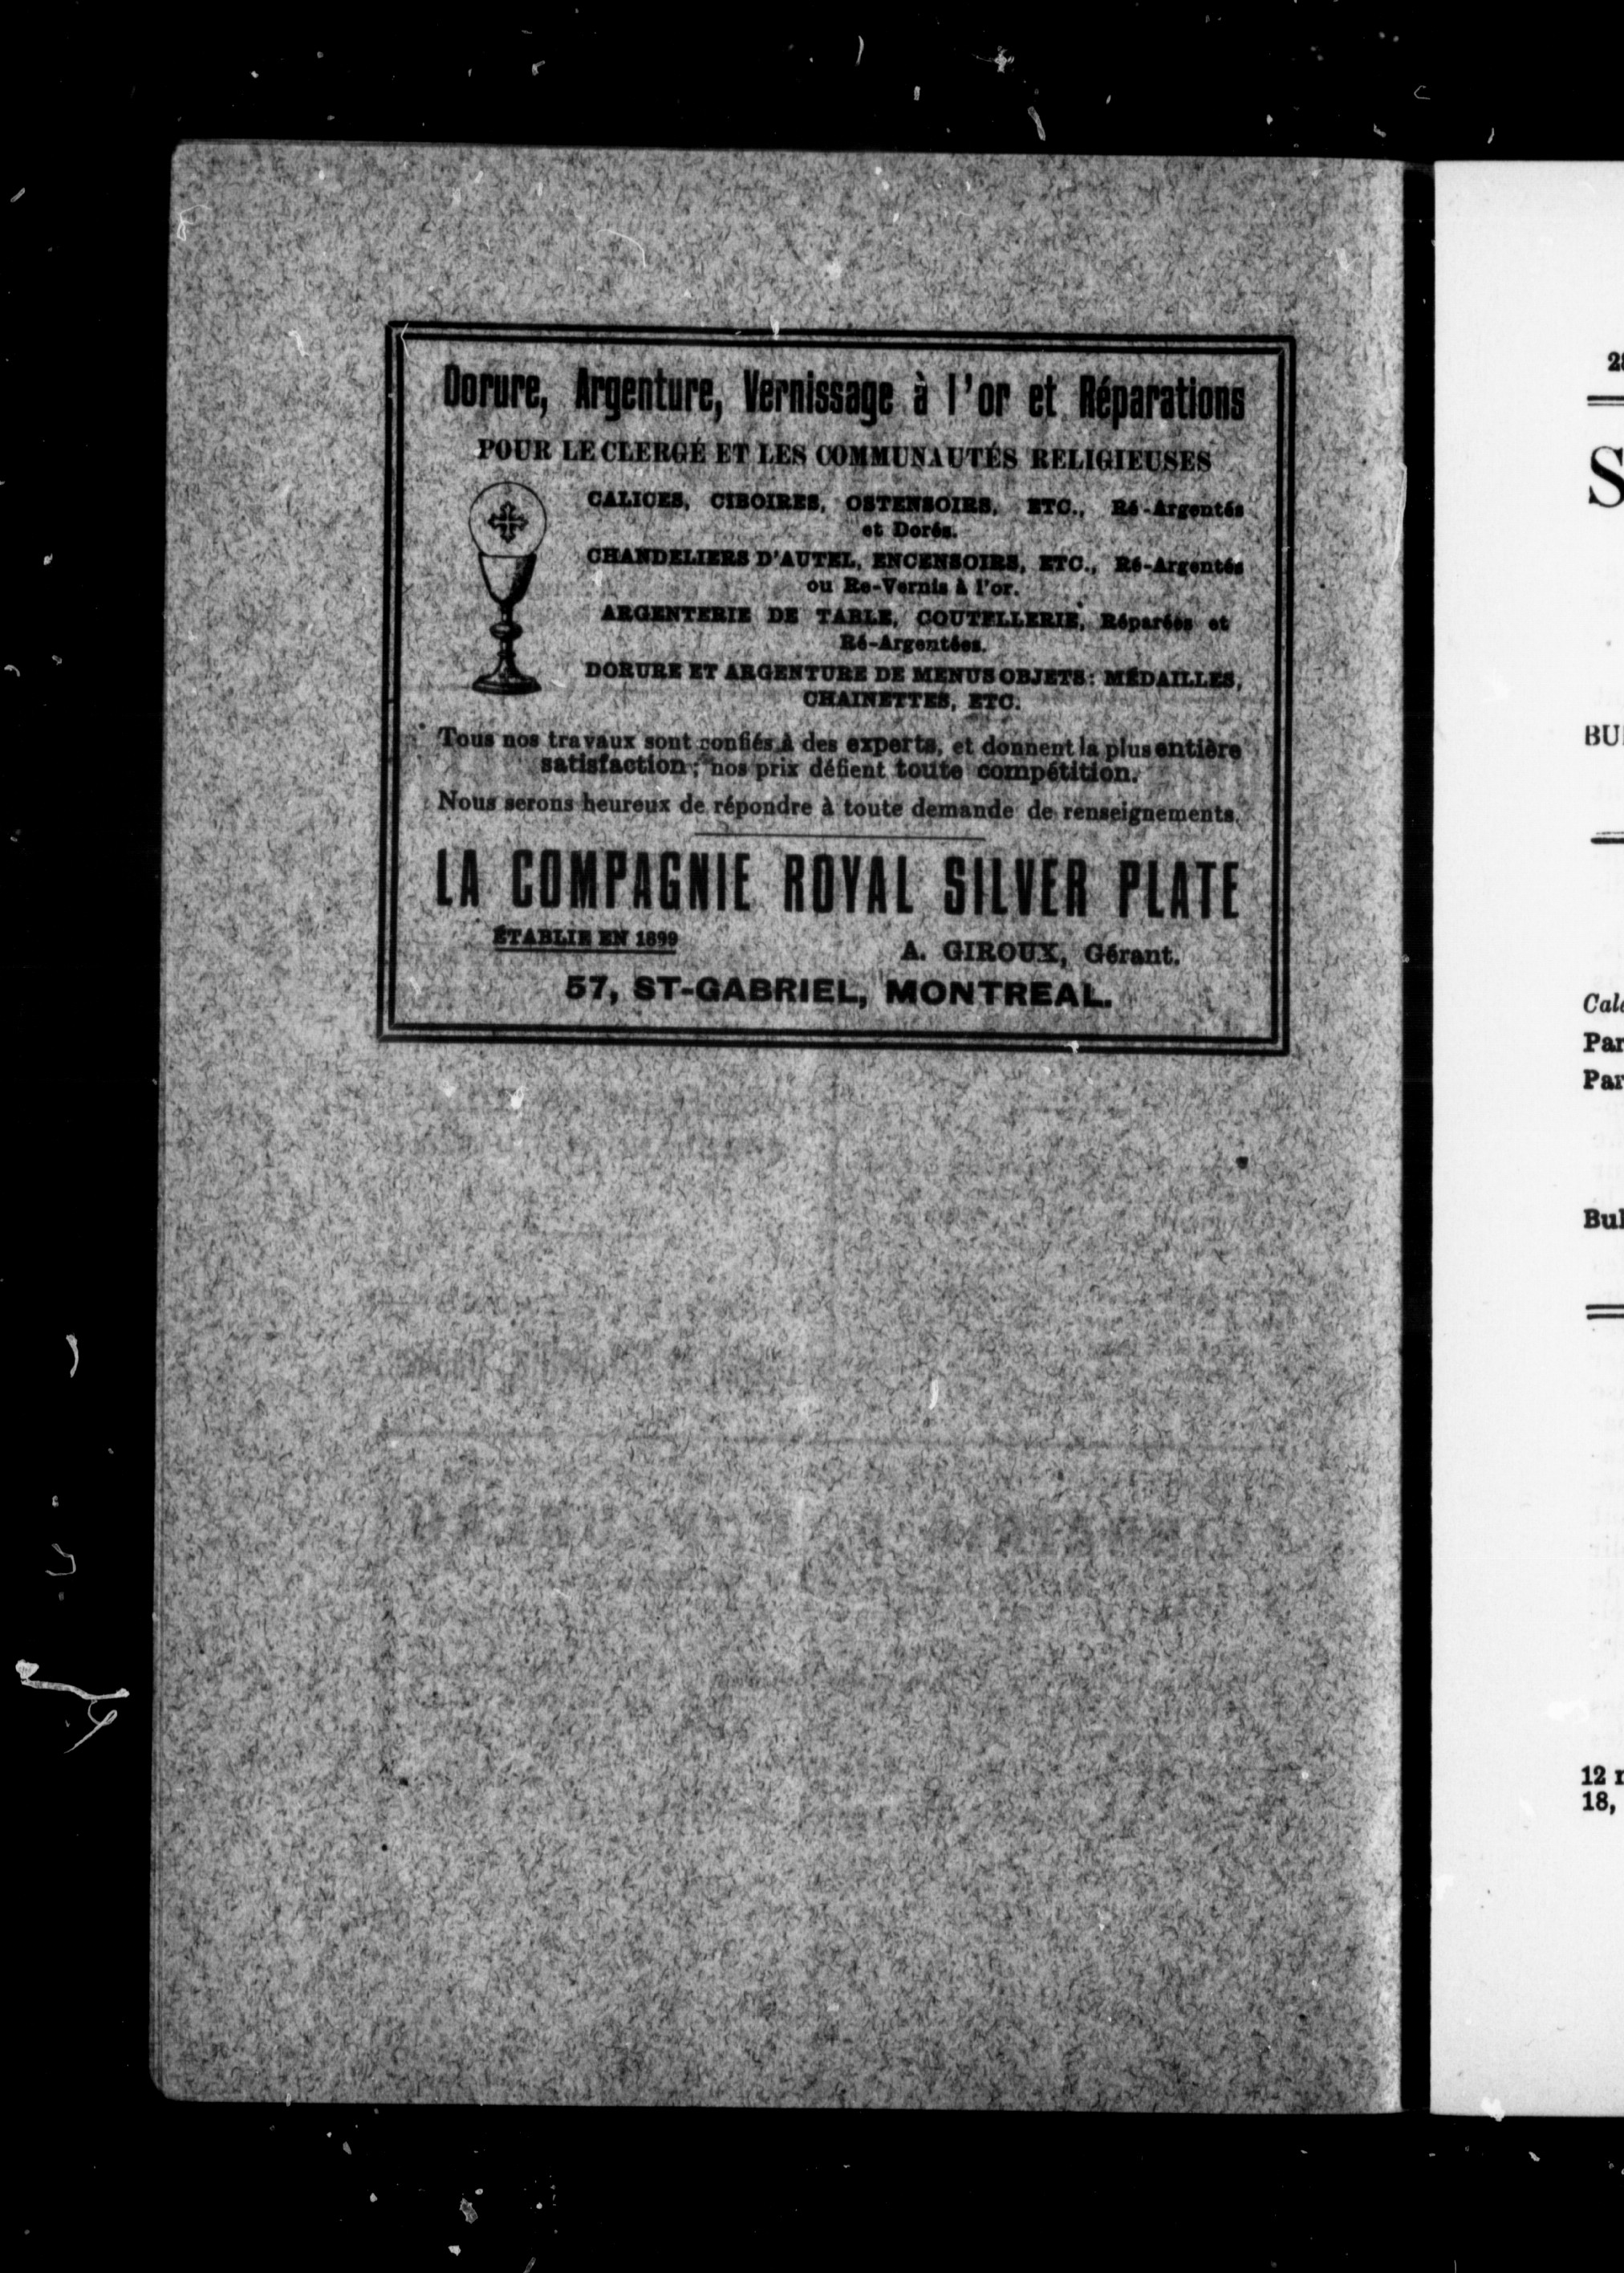 Dorure, Argenture, Vernissage à l'or et Réparations
POUR LE CLERGÉ ET LES COMMUNAUTÉS RELIGIEUSES
CALICES, CIBOIRES, OSTENSOIRS, ETC., Ré-Argentés
et Dorés.
CHANDELIERS D'AUTEL, ENCENSOIRS, ETC., Ré-Argentés
ou Re-Vernis à l'or.
ARGENTERIE DE TABLE, COUTELLERIE, Réparées et
Ré-Argentées.
DORURE ET ARGENTURE DE MENUS OBJETS: MÉDAILLES,
CHAINETTES, ETC.
Tous nos travaux sont confiés à des experts, et donnent la plus entière
satisfaction; nos prix défient toute compétition.
Nous serons heureux de répondre à toute demande de renseignements.
LA COMPAGNIE ROYAL SILVER PLATE
ÉTABLIE EN 1899
A. GIROUX, Gérant.
57, ST-GABRIEL, MONTREAL.
S
BU
Par
Par
Bul
12
18,